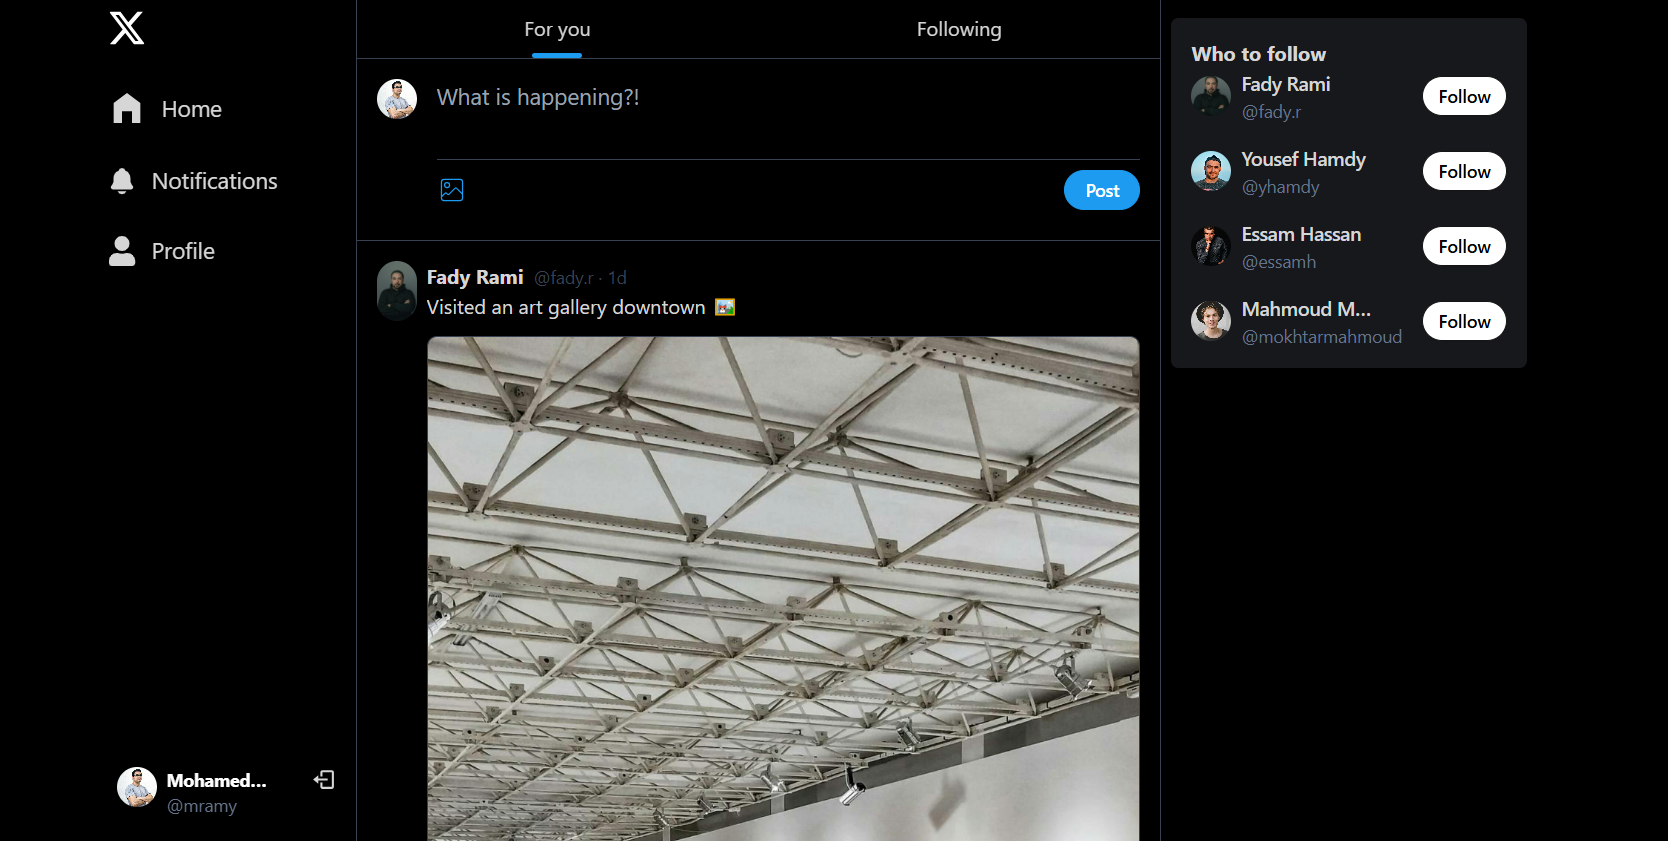 Home
Notifications
Profile
Mohamed...
@mramy
For you
Following
What is happening?!
Post
Fady Rami @fady.r · 1d
Visited an art gallery downtown 🖼️
Who to follow
Fady Rami
@fady.r
Follow
Yousef Hamdy
@yhamdy
Follow
Essam Hassan
@essamh
Follow
Mahmoud M...
@mokhtarmahmoud
Follow